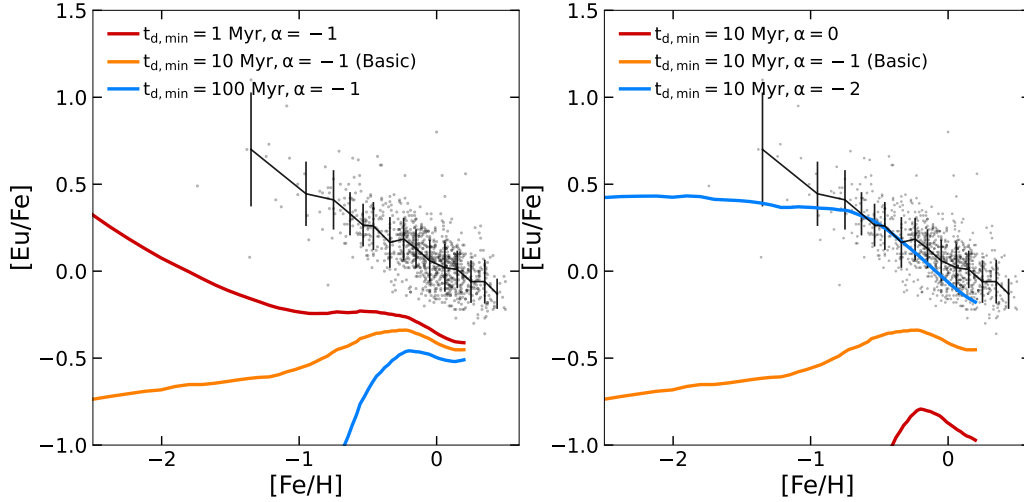 t_d,min = 1 Myr, α = −1
t_d,min = 10 Myr, α = −1 (Basic)
t_d,min = 100 Myr, α = −1
1.5
1.0
0.5
0.0
−0.5
−1.0
[Eu/Fe]
−2
−1
0
[Fe/H]
t_d,min = 10 Myr, α = 0
t_d,min = 10 Myr, α = −1 (Basic)
t_d,min = 10 Myr, α = −2
1.5
1.0
0.5
0.0
−0.5
−1.0
[Eu/Fe]
−2
−1
0
[Fe/H]